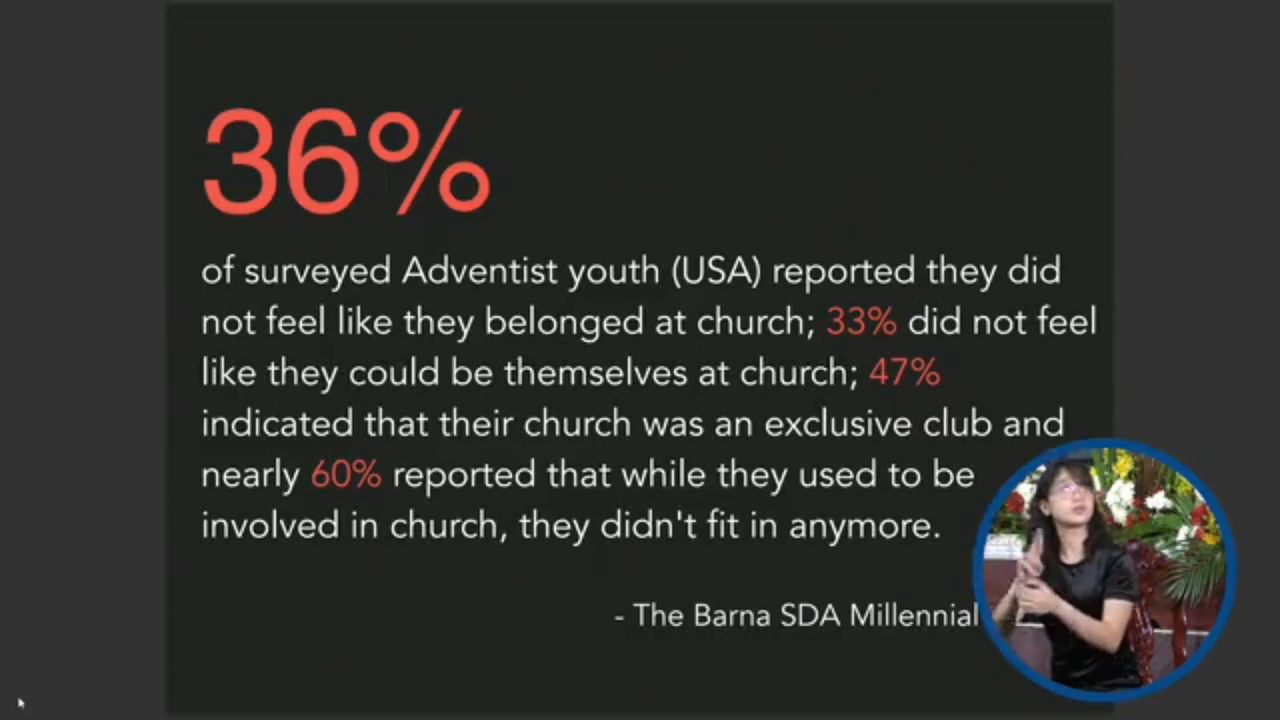 36%
of surveyed Adventist youth (USA) reported they did
not feel like they belonged at church; 33% did not feel
like they could be themselves at church; 47%
indicated that their church was an exclusive club and
nearly 60% reported that while they used to be
involved in church, they didn't fit in anymore.
- The Barna SDA Millennial